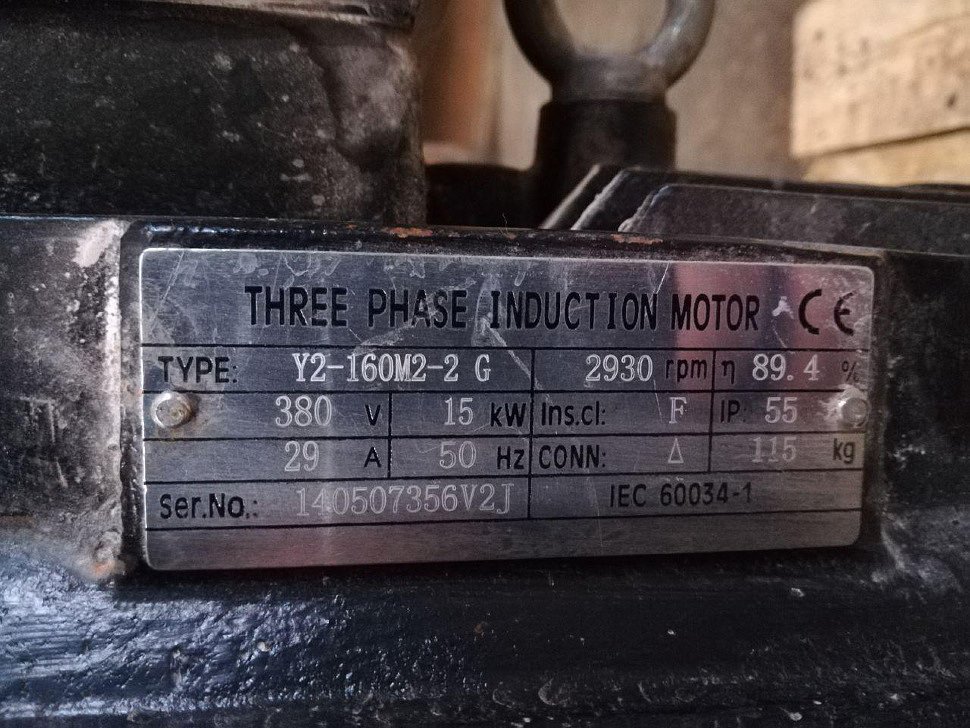 THREE PHASE INDUCTION MOTOR CE
TYPE: Y2-160M2-2 G 2930 rpm η 89.4 %
380 V 15 kW Ins.cl: F IP: 55
29 A 50 Hz CONN: Δ 115 kg
Ser.No.: 140507356V2J IEC 60034-1